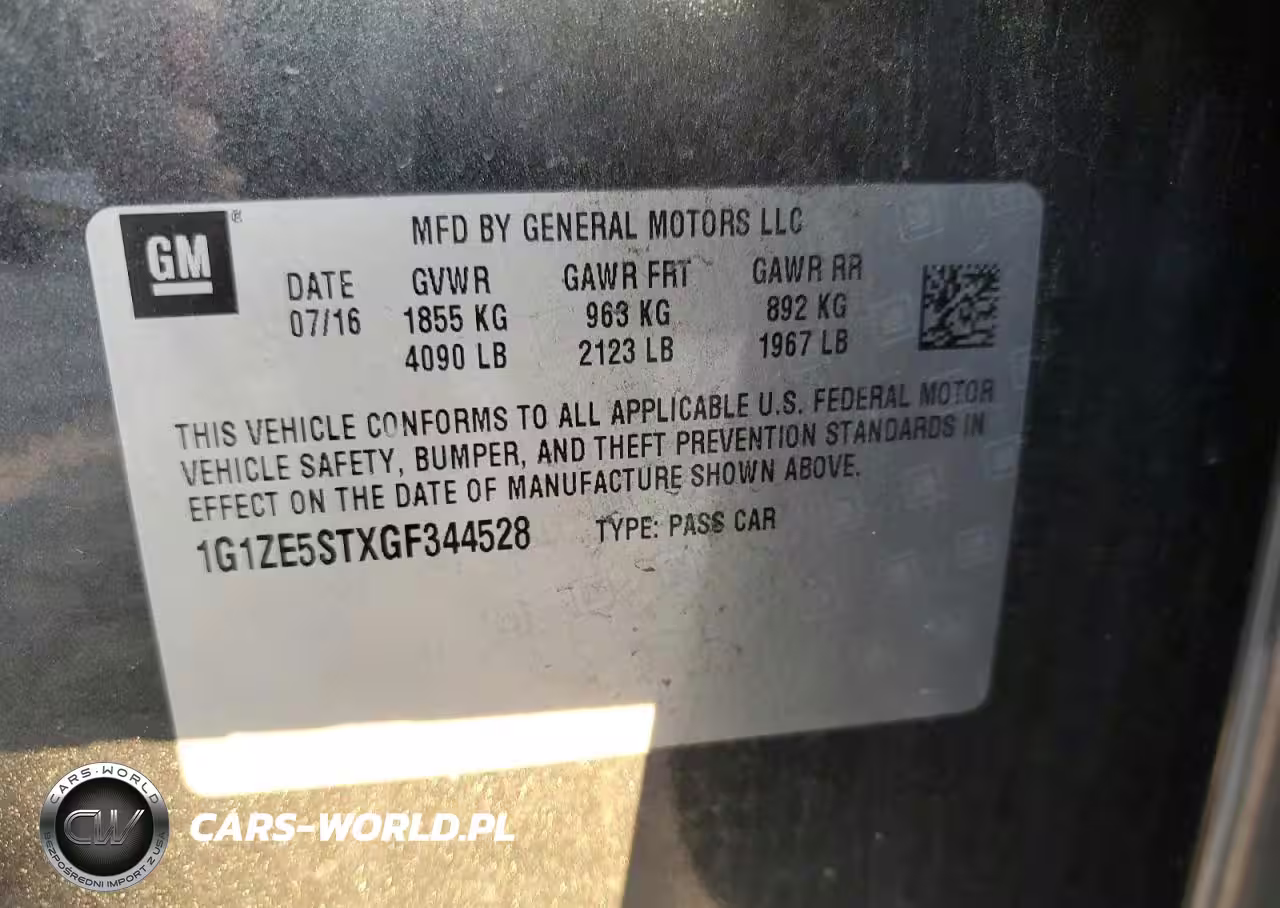 GM®
MFD BY GENERAL MOTORS LLC
DATE GVWR GAWR FRT GAWR RR
07/16 1855 KG 963 KG 892 KG
4090 LB 2123 LB 1967 LB
THIS VEHICLE CONFORMS TO ALL APPLICABLE U.S. FEDERAL MOTOR
VEHICLE SAFETY, BUMPER, AND THEFT PREVENTION STANDARDS IN
EFFECT ON THE DATE OF MANUFACTURE SHOWN ABOVE.
1G1ZE5STXGF344528 TYPE: PASS CAR
CARS-WORLD
CW
BEZPOŚREDNI IMPORT Z USA
CARS-WORLD.PL